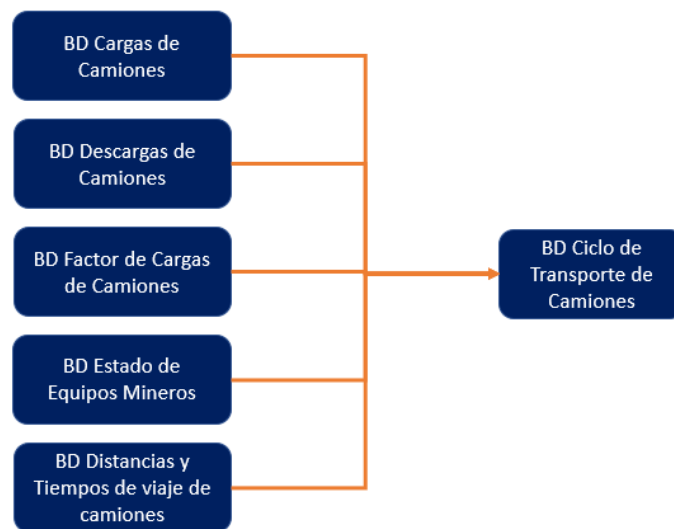 BD Cargas de
Camiones
BD Descargas de
Camiones
BD Factor de Cargas
de Camiones
BD Estado de
Equipos Mineros
BD Distancias y
Tiempos de viaje de
camiones
BD Ciclo de
Transporte de
Camiones